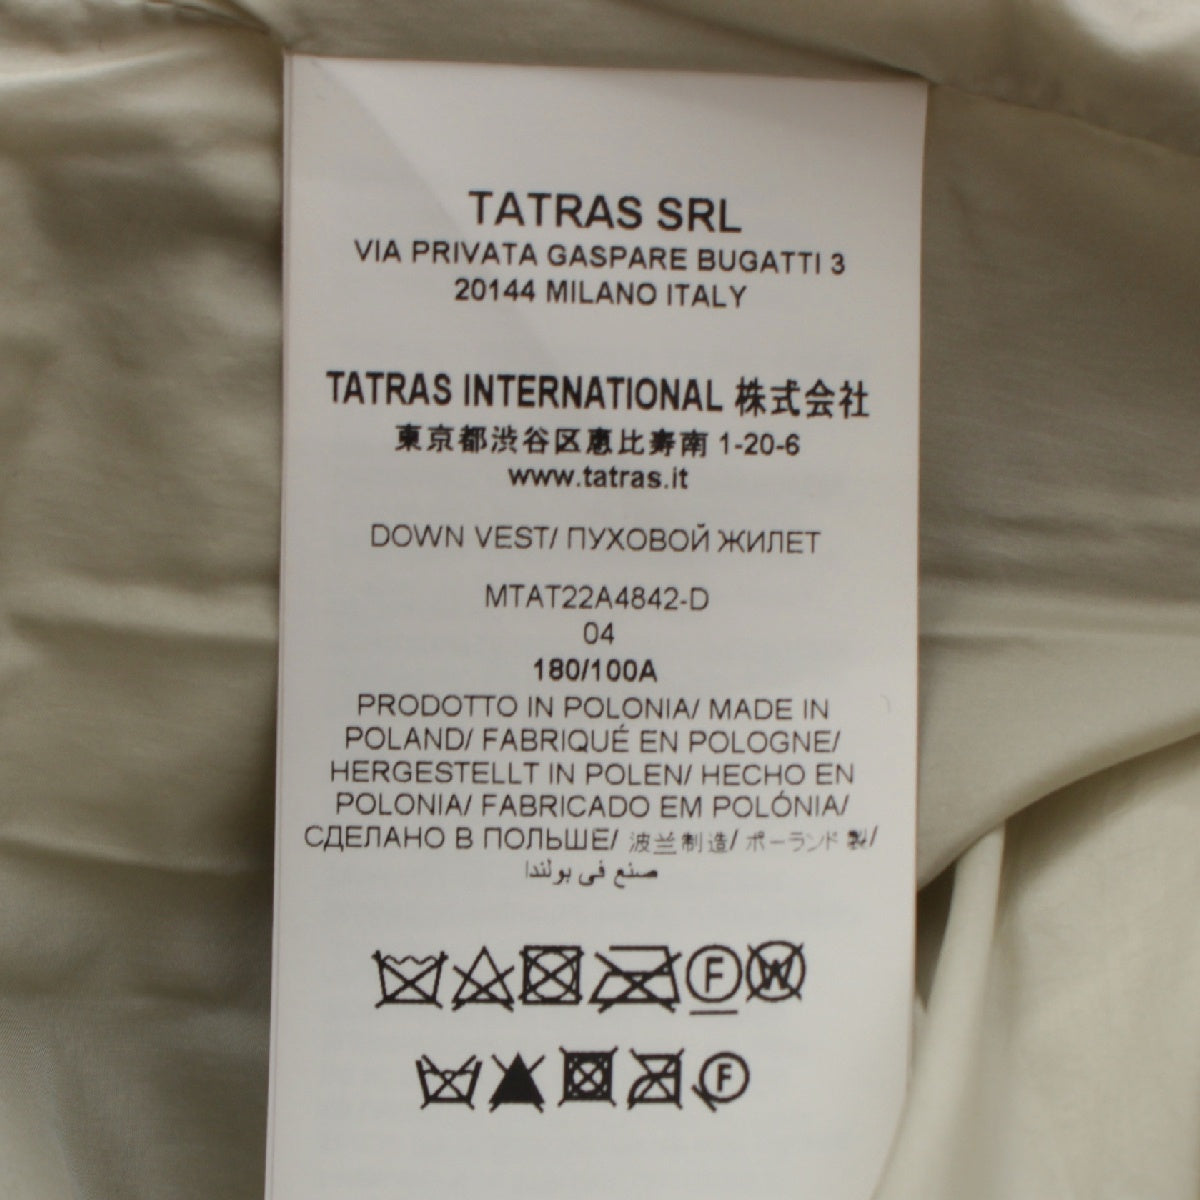 TATRAS SRL
VIA PRIVATA GASPARE BUGATTI 3
20144 MILANO ITALY
TATRAS INTERNATIONAL 株式会社
東京都渋谷区恵比寿南 1-20-6
www.tatras.it
DOWN VEST/ ПУХОВОЙ ЖИЛЕТ
MTAT22A4842-D
04
180/100A
PRODOTTO IN POLONIA/ MADE IN
POLAND/ FABRIQUÉ EN POLOGNE/
HERGESTELLT IN POLEN/ HECHO EN
POLONIA/ FABRICADO EM POLÓNIA/
СДЕЛАНО В ПОЛЬШЕ/ 波兰制造/ ポーランド 製/
صنع في بولندا
F W
F